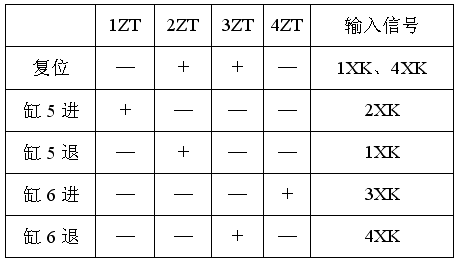 1ZT 2ZT 3ZT 4ZT 输入信号
复位 — + + — 1XK、4XK
缸 5 进 + — — — 2XK
缸 5 退 — + — — 1XK
缸 6 进 — — — + 3XK
缸 6 退 — — + — 4XK